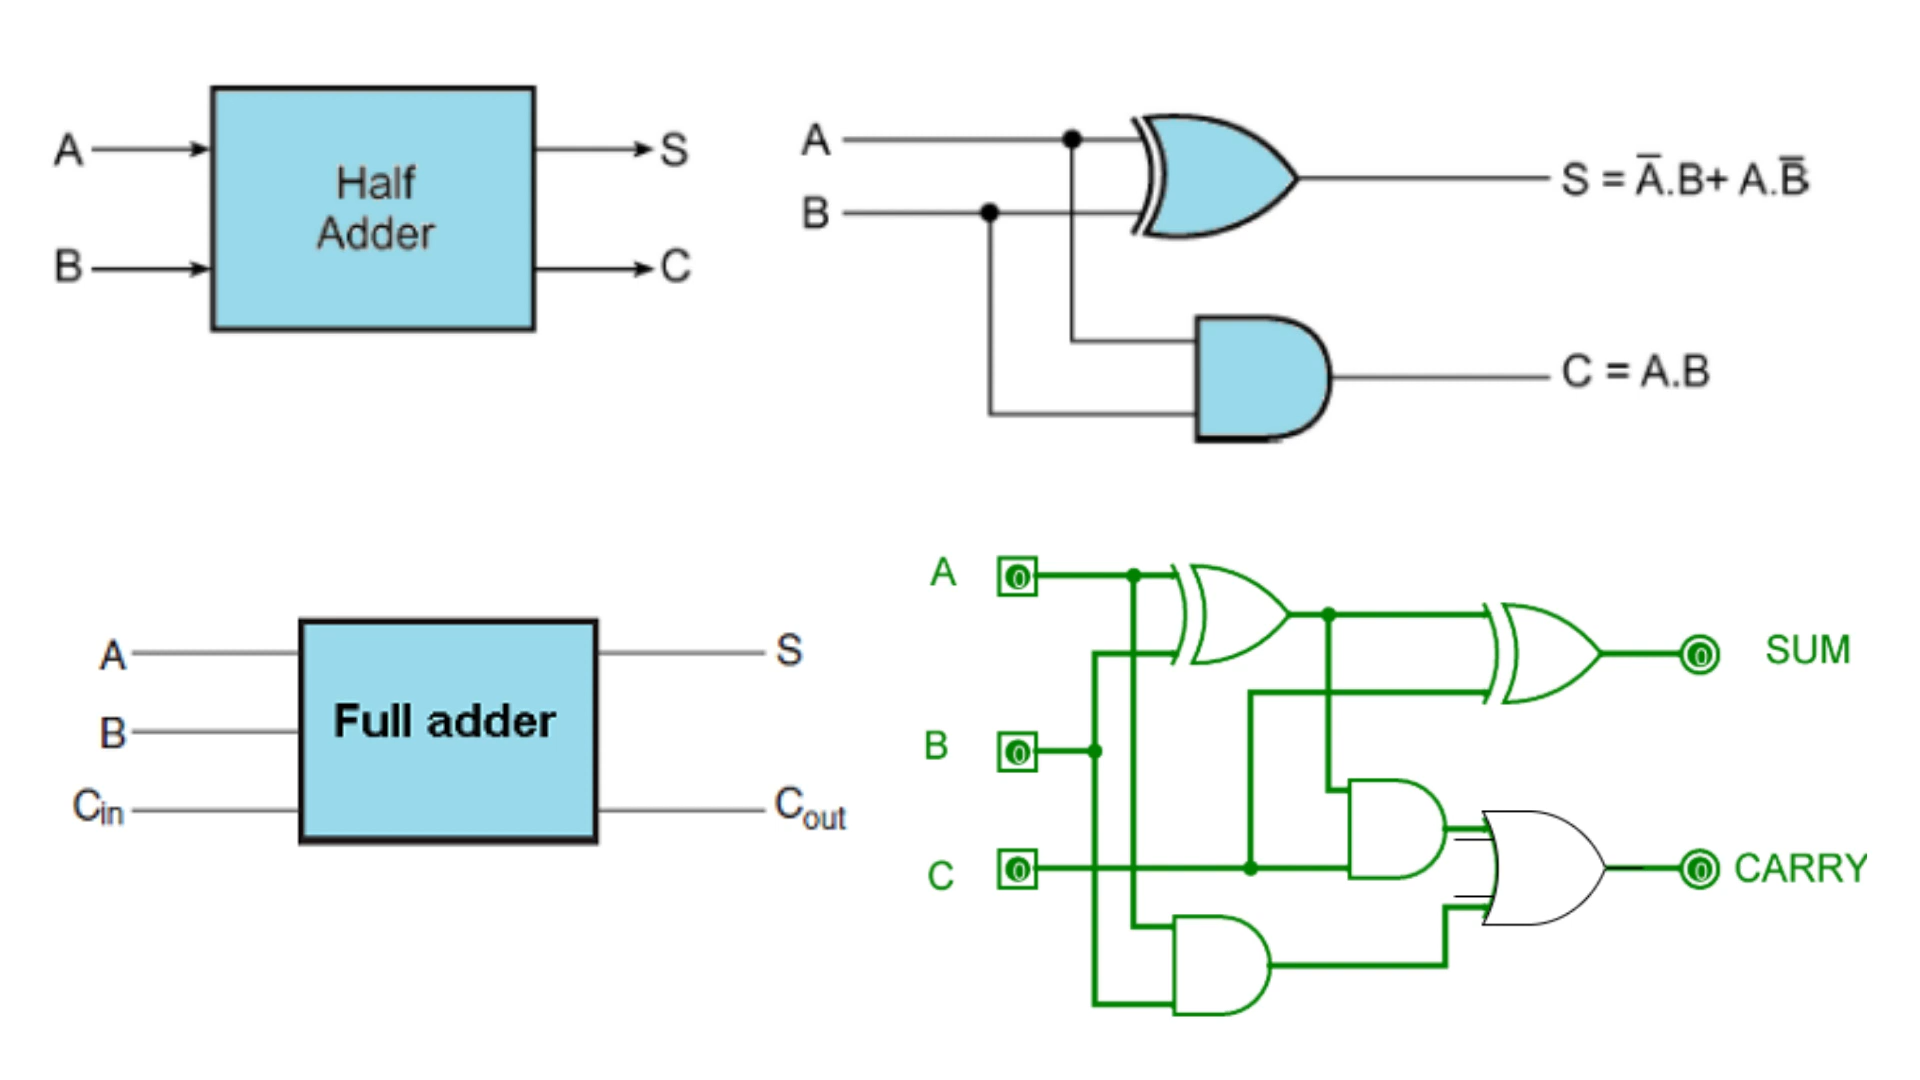 A
B
Half
Adder
S
C
A
B
S = A̅.B+ A.B̅
C = A.B
A
B
Cin
Full adder
S
Cout
A
0
B
0
C
0
0
SUM
0
CARRY